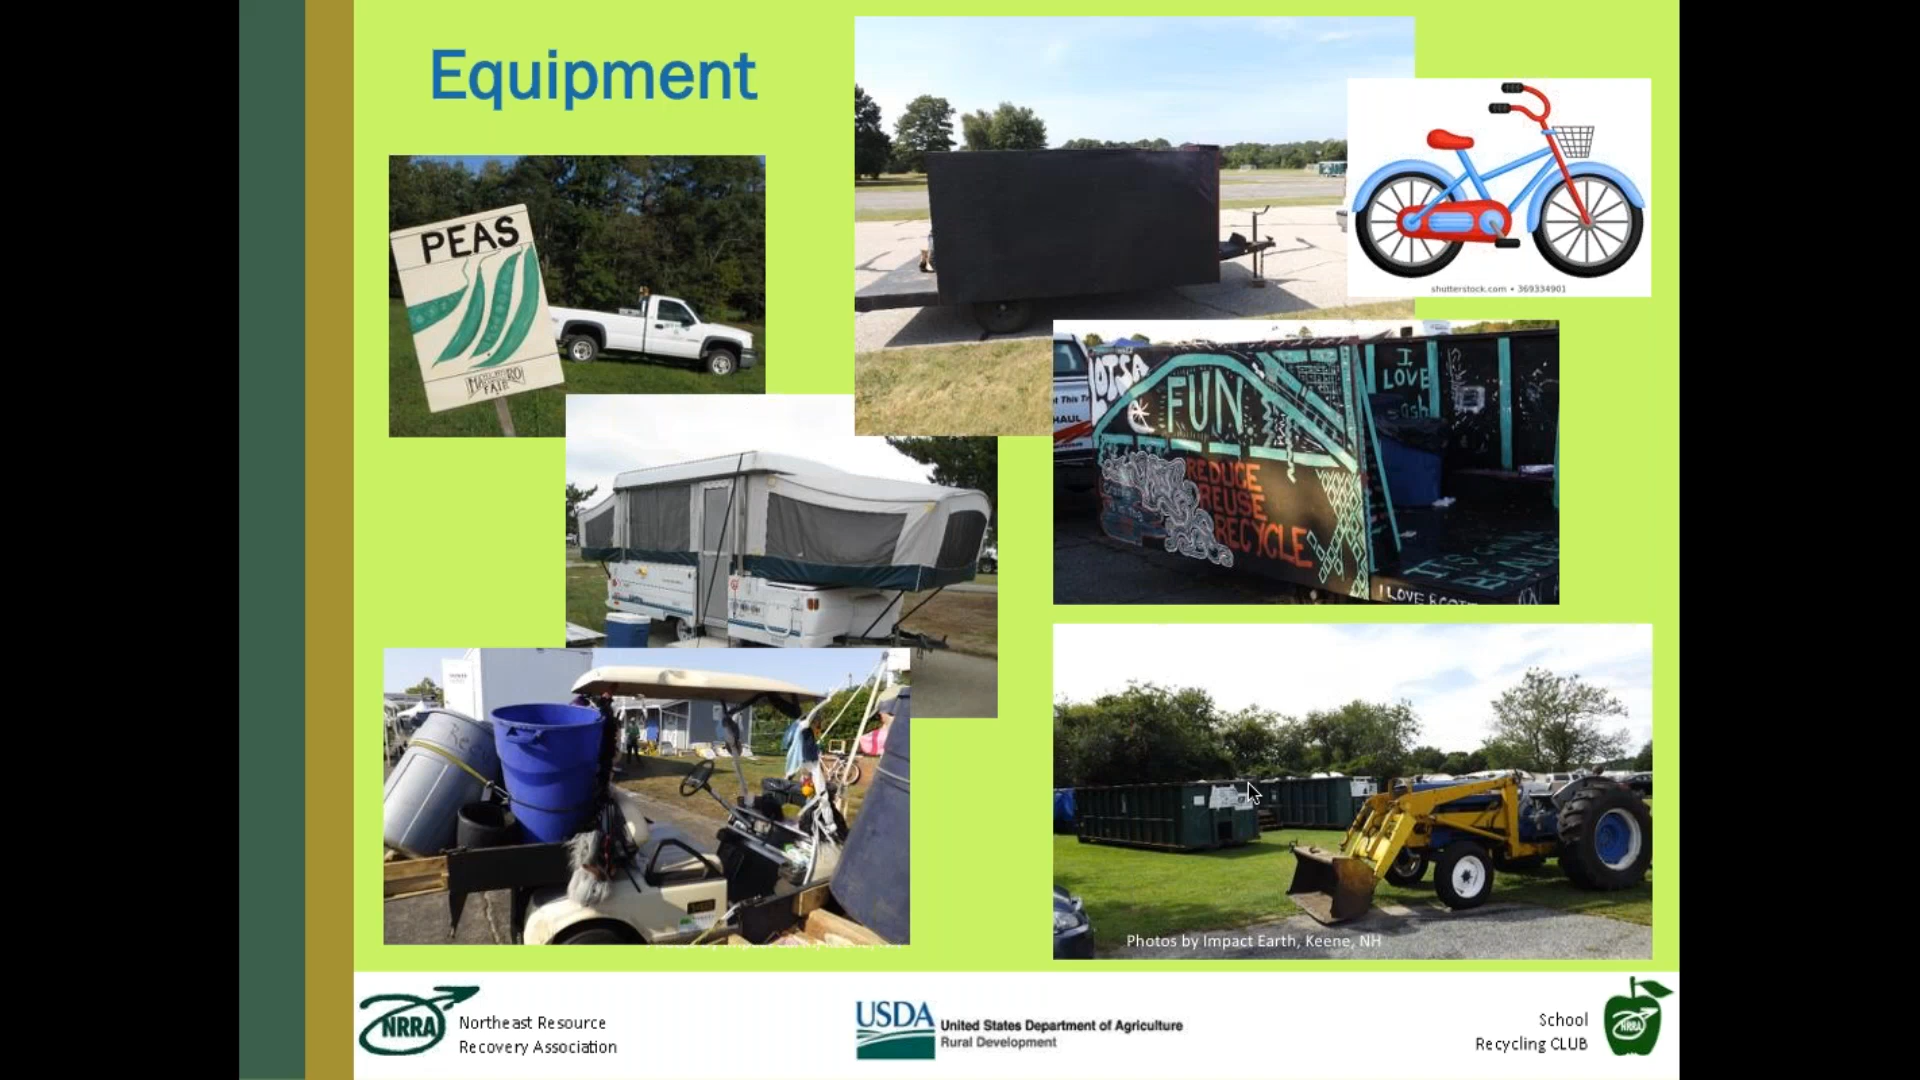 Equipment
PEAS
FAIR
shutterstock.com • 369334901
FUN
REDUCE
REUSE
RECYCLE
I
LOVE
I LOVE
HAUL
Photos by Impact Earth, Keene, NH
NRRA
Northeast Resource
Recovery Association
USDA
United States Department of Agriculture
Rural Development
School
Recycling CLUB
NRRA